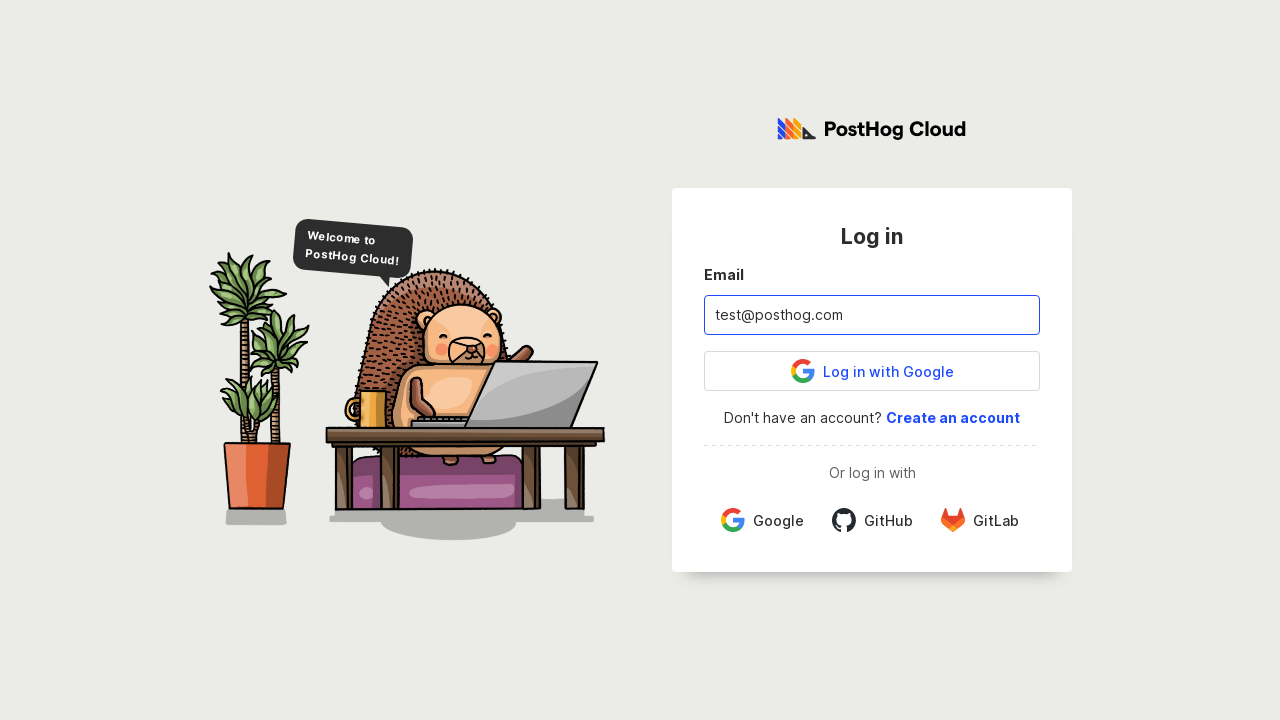 PostHog Cloud
Welcome to
PostHog Cloud!
Log in
Email
test@posthog.com
Log in with Google
Don't have an account? Create an account
Or log in with
Google
GitHub
GitLab